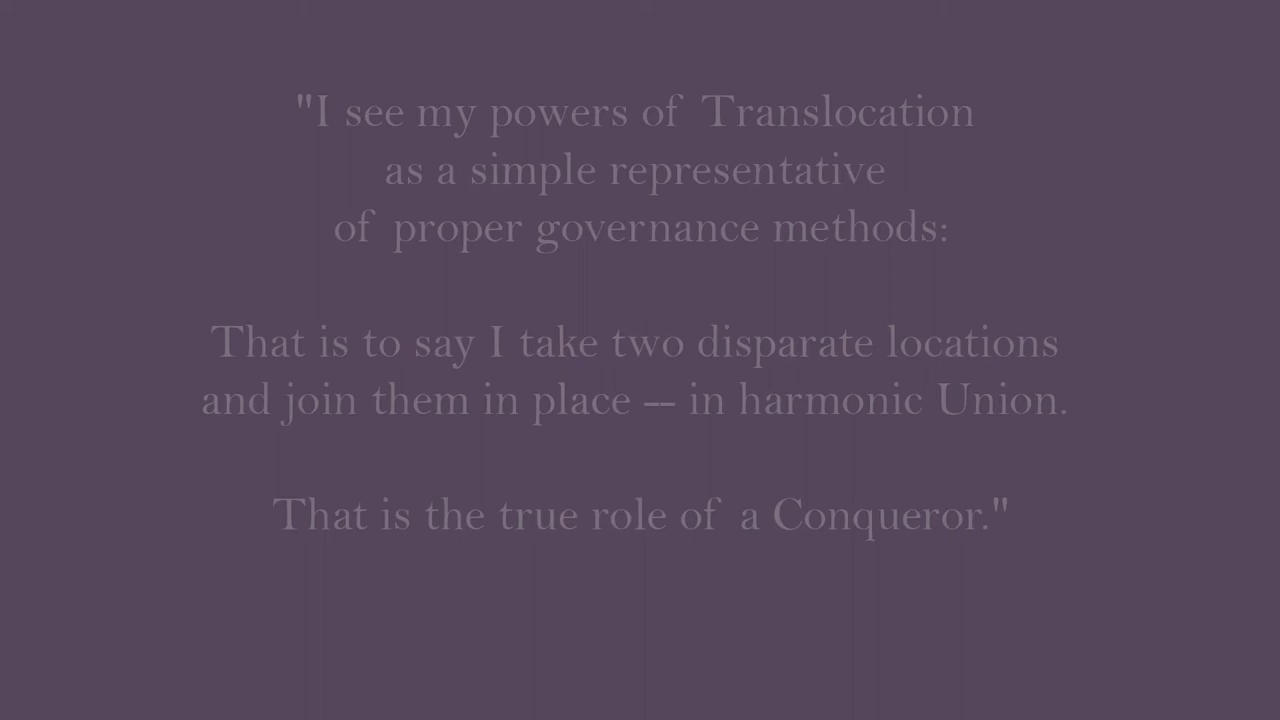 "I see my powers of Translocation
as a simple representative
of proper governance methods:
That is to say I take two disparate locations
and join them in place -- in harmonic Union.
That is the true role of a Conqueror."